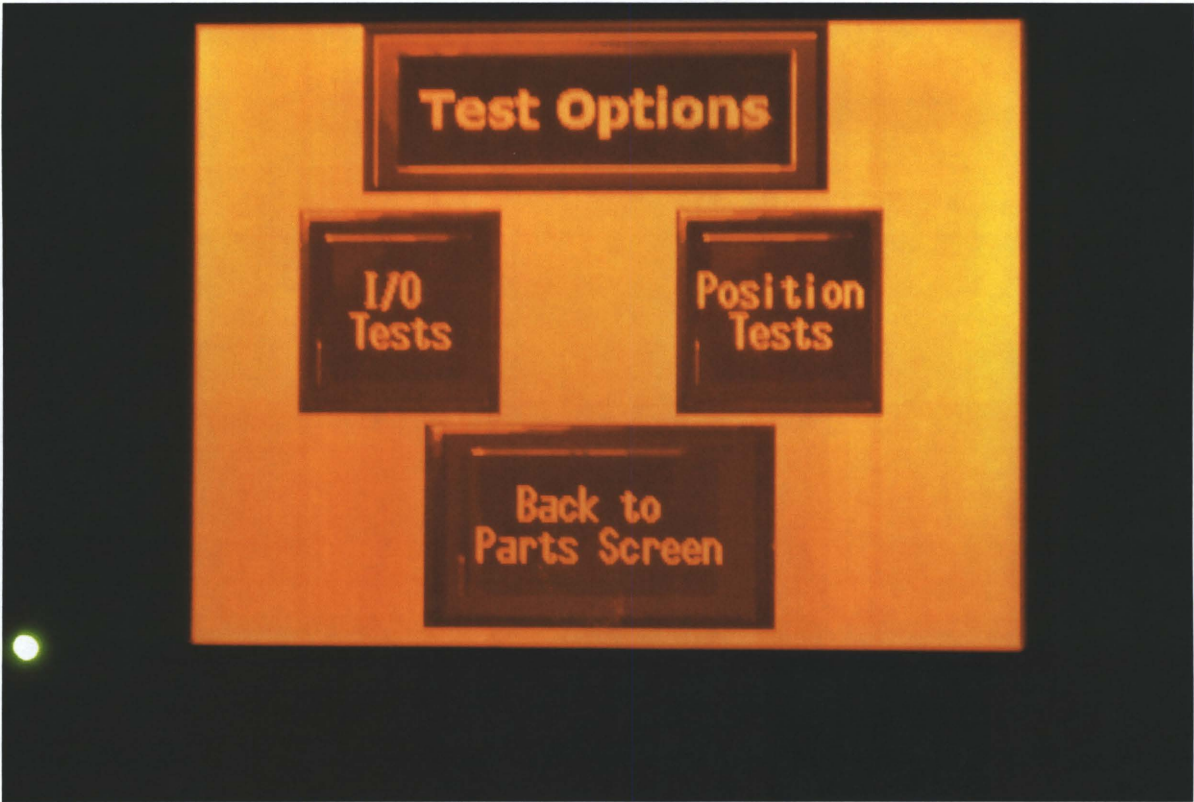 Test Options
I/O
Tests
Position
Tests
Back to
Parts Screen